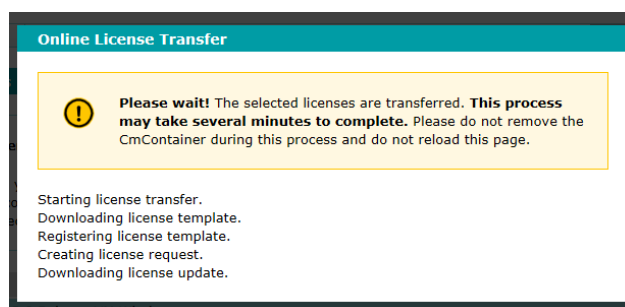 Online License Transfer
Please wait! The selected licenses are transferred. This process
may take several minutes to complete. Please do not remove the
CmContainer during this process and do not reload this page.
Starting license transfer.
Downloading license template.
Registering license template.
Creating license request.
Downloading license update.